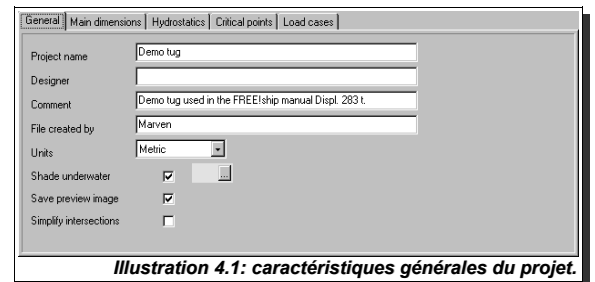 General Main dimensions Hydrostatics Critical points Load cases
Project name Demo tug
Designer
Comment Demo tug used in the FREE!ship manual Displ. 283 t.
File created by Marven
Units Metric
Shade underwater ...
Save preview image
Simplify intersections
Illustration 4.1: caractéristiques générales du projet.